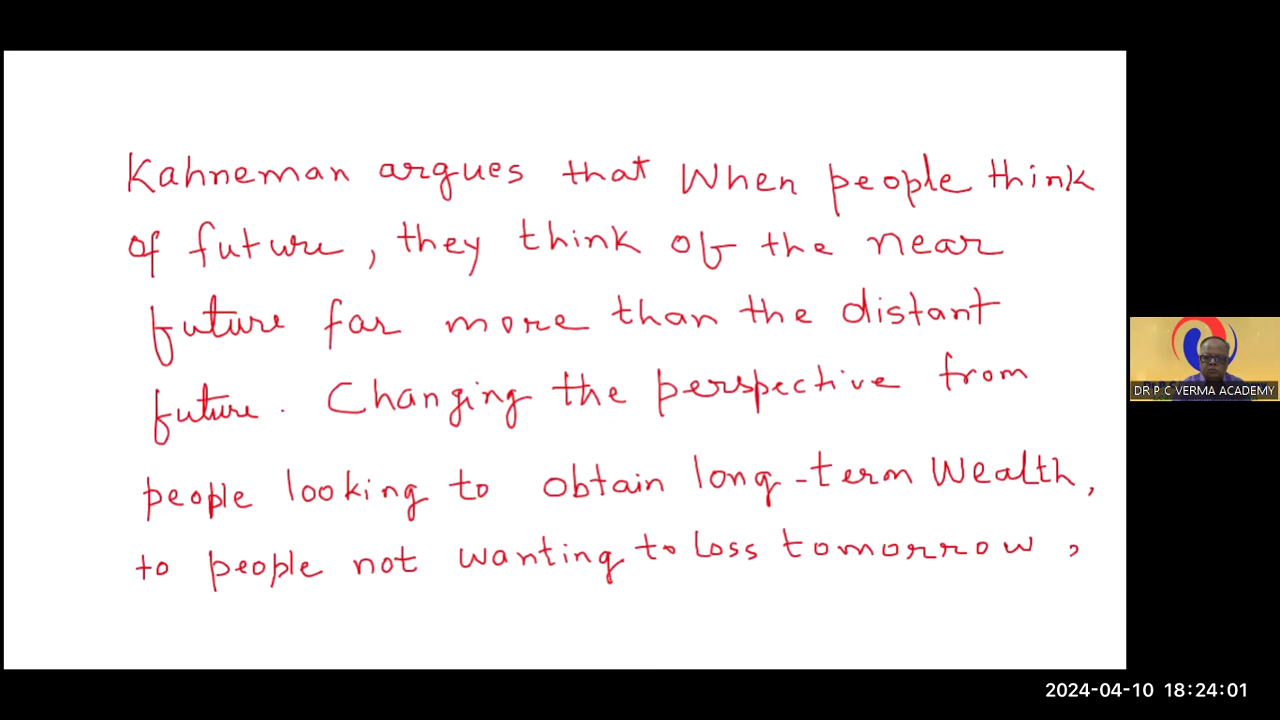 Kahneman argues that When people think
of future, they think of the near
future far more than the distant
future. Changing the perspective from
people looking to obtain long-term Wealth,
to people not wanting to loss tomorrow,
DR P C VERMA ACADEMY
2024-04-10 18:24:01